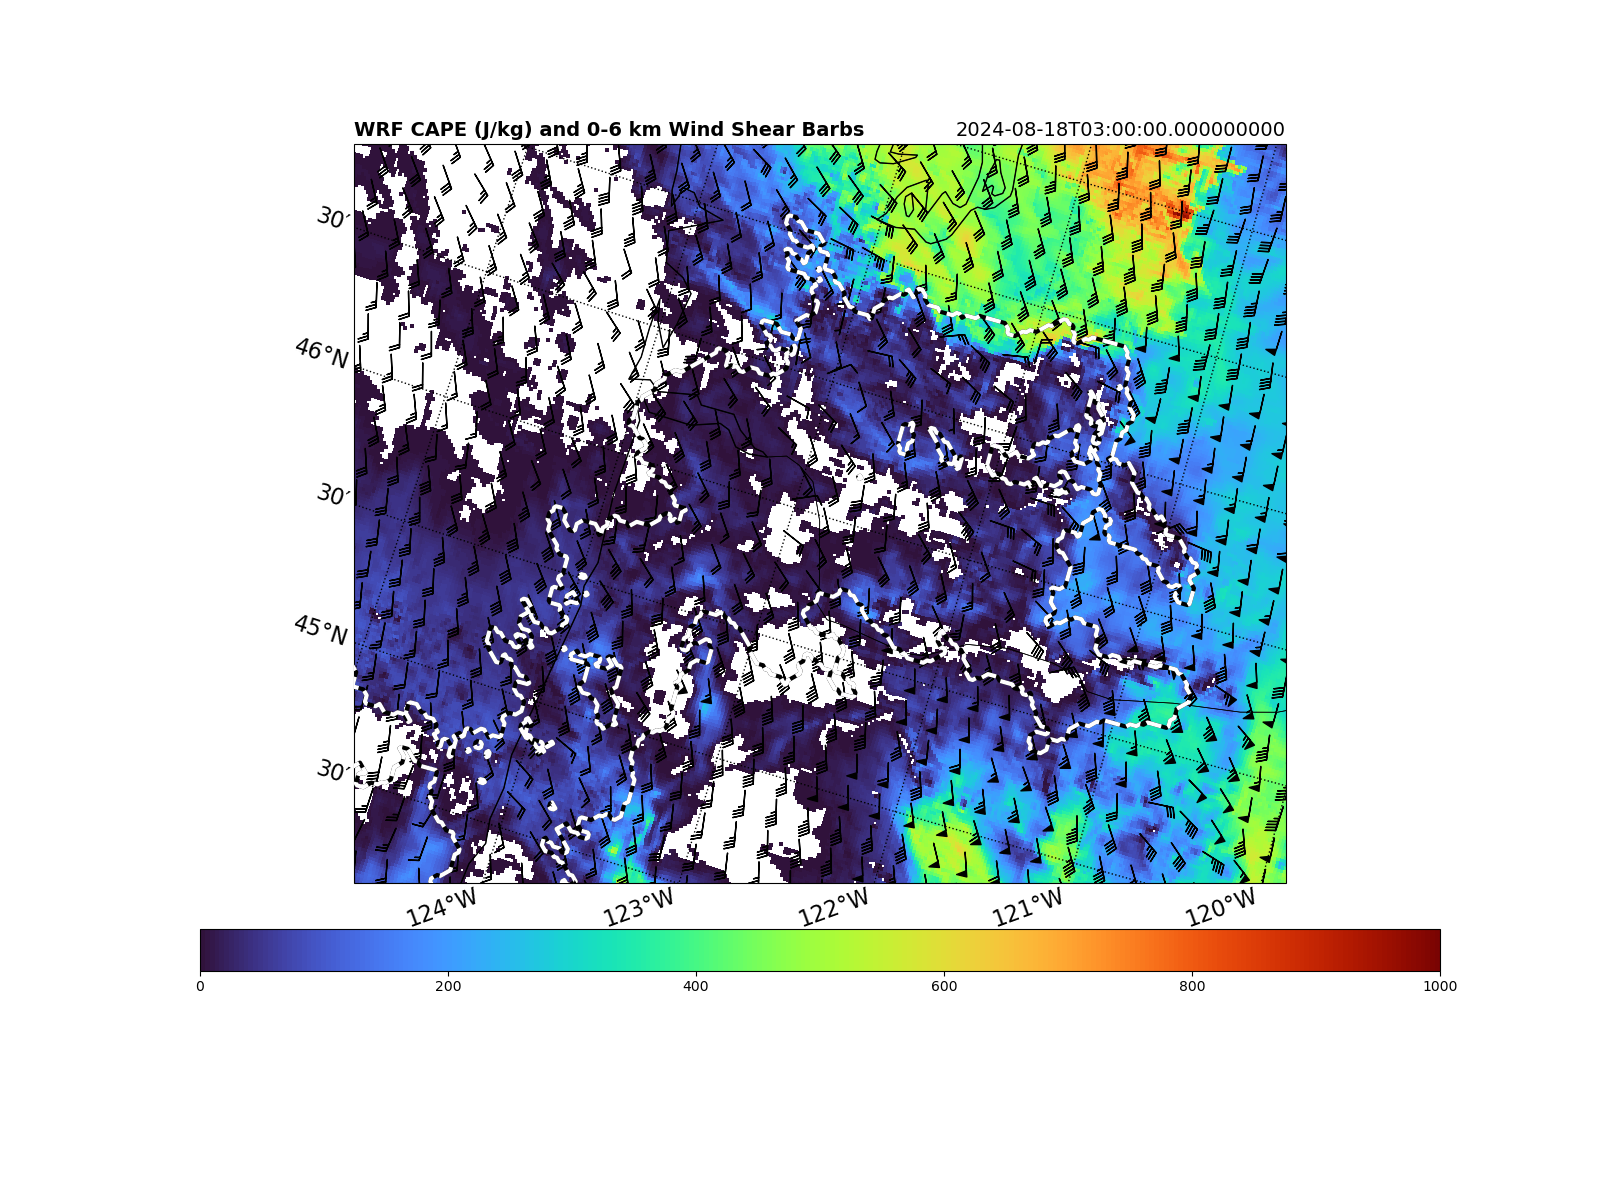 WRF CAPE (J/kg) and 0-6 km Wind Shear Barbs 2024-08-18T03:00:00.000000000
30′
46°N
30′
45°N
30′
124°W 123°W 122°W 121°W 120°W
0 200 400 600 800 1000